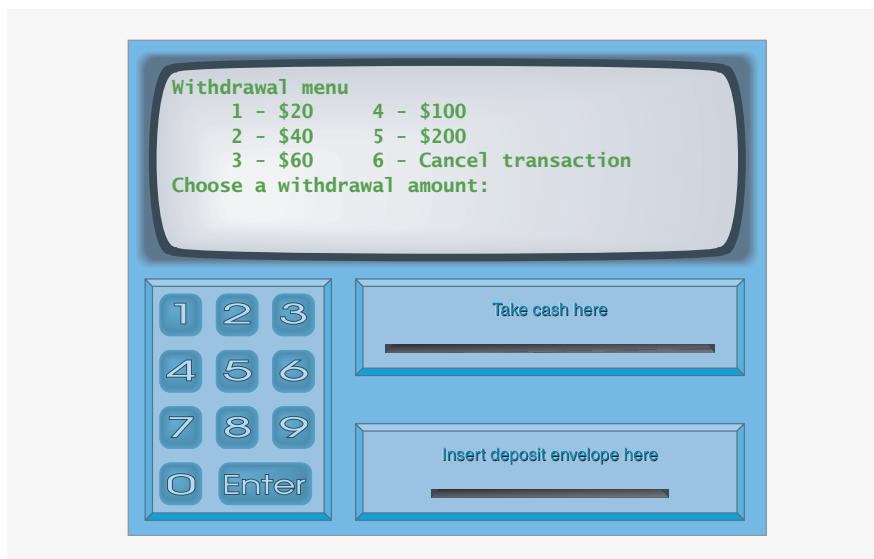 Withdrawal menu
1 - $20 4 - $100
2 - $40 5 - $200
3 - $60 6 - Cancel transaction
Choose a withdrawal amount:
1 2 3
Take cash here
4 5 6
7 8 9
Insert deposit envelope here
0 Enter